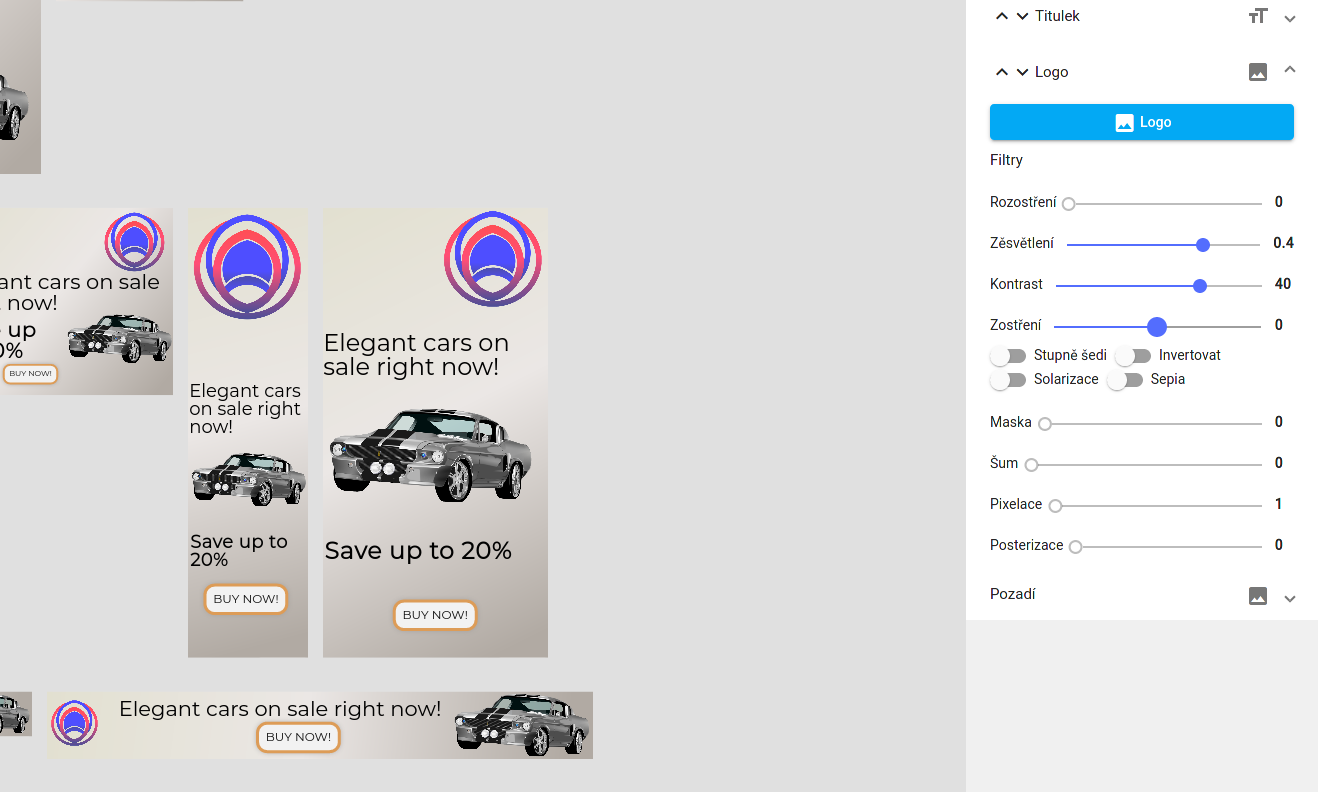 Titulek
Logo
Logo
Filtry
Rozostření 0
Zěsvětlení 0.4
Kontrast 40
Zostření 0
Stupně šedi Invertovat
Solarizace Sepia
Maska 0
Šum 0
Pixelace 1
Posterizace 0
Pozadí
cars on sale
now!
up
BUY NOW!
Elegant cars
on sale right
now!
Save up to
20%
BUY NOW!
Elegant cars on
sale right now!
Save up to 20%
BUY NOW!
Elegant cars on sale right now!
BUY NOW!